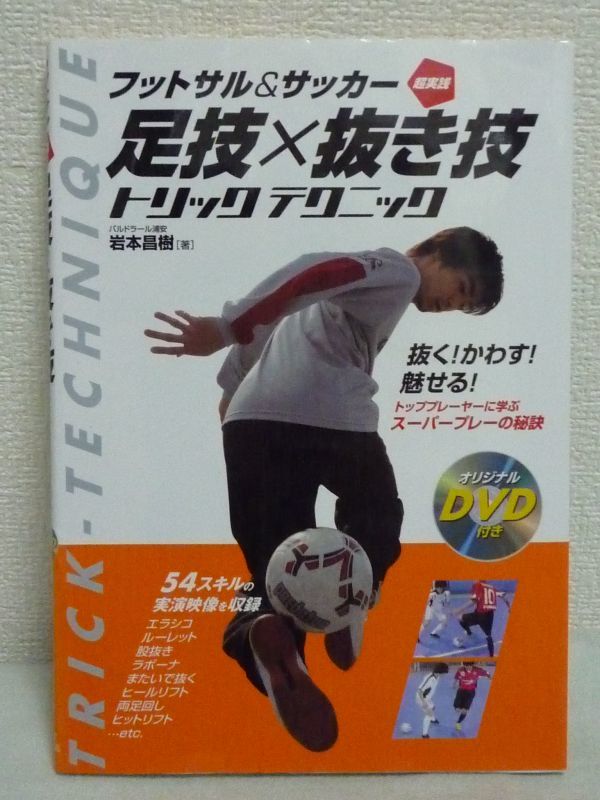 TRICK-TECHNIQUE
フットサル&サッカー
超実践
足技×抜き技
トリックテクニック
バルドラール浦安
岩本昌樹[著]
抜く!かわす!
魅せる!
トッププレーヤーに学ぶ
スーパープレーの秘訣
オリジナル
DVD
付き
54スキルの
実演映像を収録
エラシコ
ルーレット
股抜き
ラボーナ
またいで抜く
ヒールリフト
両足回し
ヒットリフト
…etc.
10